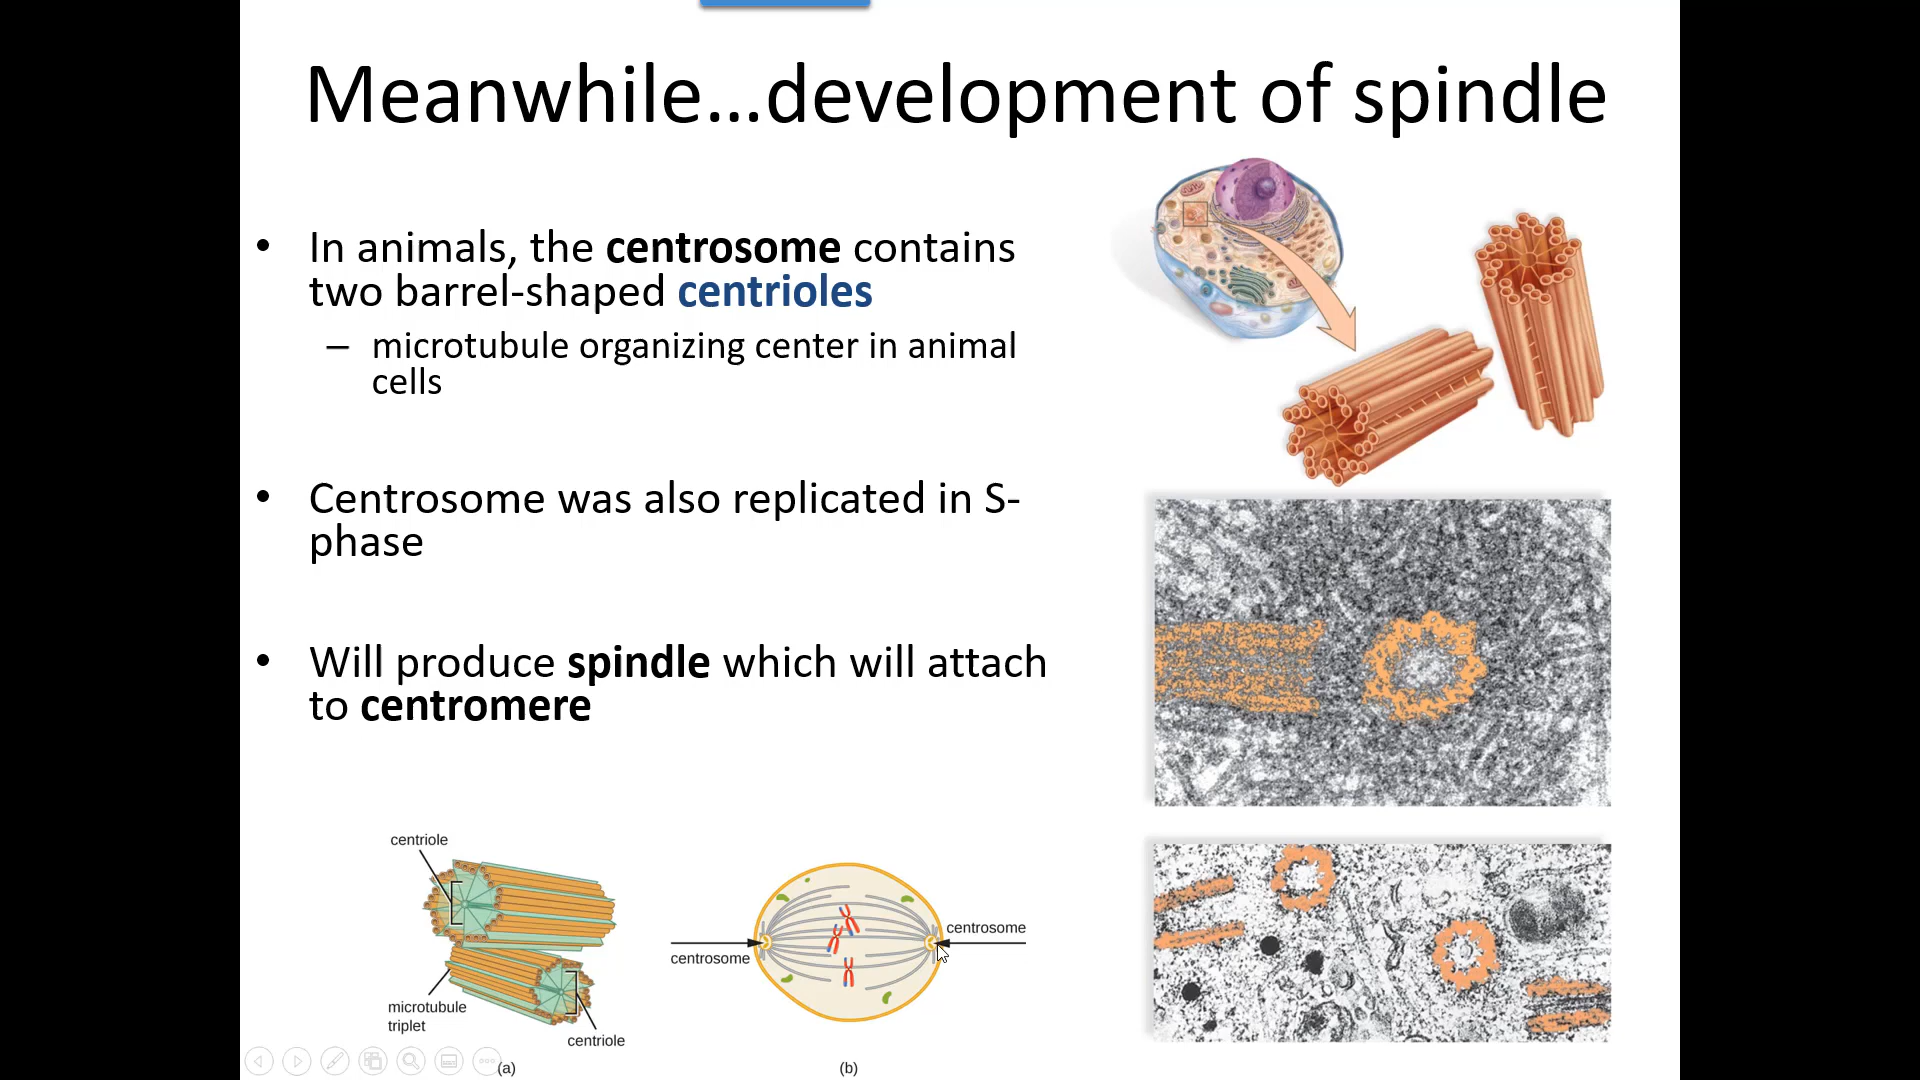 Meanwhile...development of spindle
• In animals, the centrosome contains
two barrel-shaped centrioles
– microtubule organizing center in animal
cells
• Centrosome was also replicated in S-
phase
• Will produce spindle which will attach
to centromere
centriole
microtubule
triplet
centriole
(a)
centrosome
centrosome
(b)